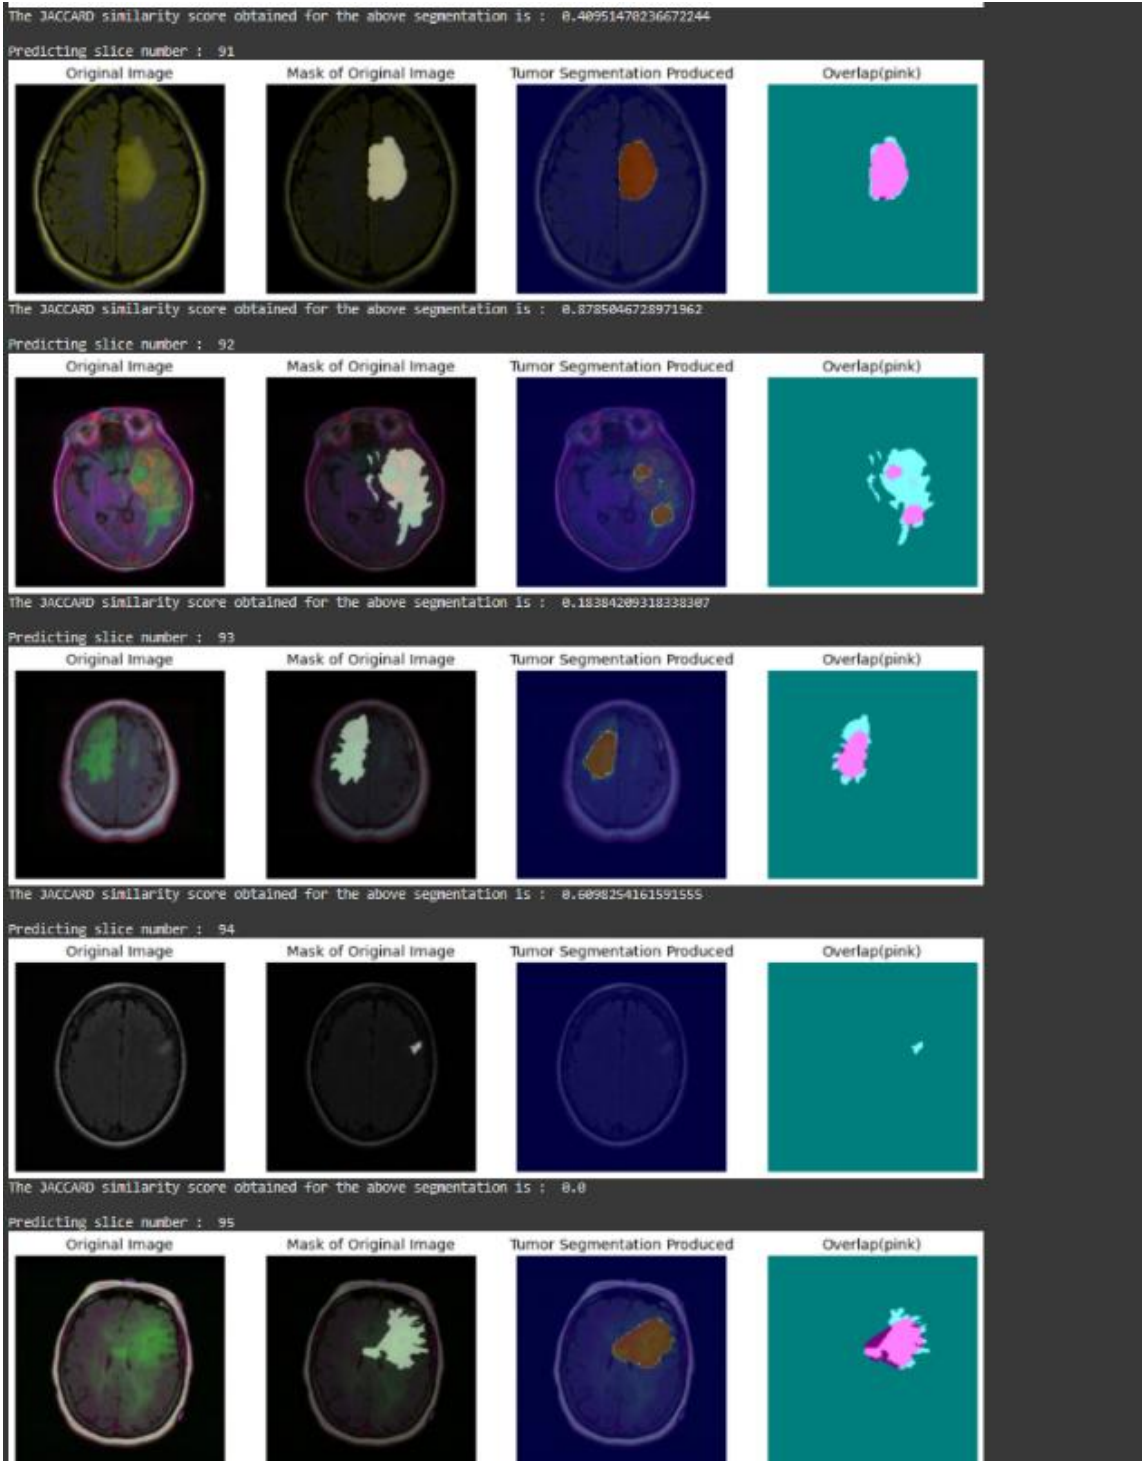 The JACCARD similarity score obtained for the above segmentation is : 0.40951470236672244
Predicting slice number : 91
Original Image Mask of Original Image Tumor Segmentation Produced Overlap(pink)
The JACCARD similarity score obtained for the above segmentation is : 0.8785046728971962
Predicting slice number : 92
Original Image Mask of Original Image Tumor Segmentation Produced Overlap(pink)
The JACCARD similarity score obtained for the above segmentation is : 0.18384209318338307
Predicting slice number : 93
Original Image Mask of Original Image Tumor Segmentation Produced Overlap(pink)
The JACCARD similarity score obtained for the above segmentation is : 0.6098254161591555
Predicting slice number : 94
Original Image Mask of Original Image Tumor Segmentation Produced Overlap(pink)
The JACCARD similarity score obtained for the above segmentation is : 0.0
Predicting slice number : 95
Original Image Mask of Original Image Tumor Segmentation Produced Overlap(pink)